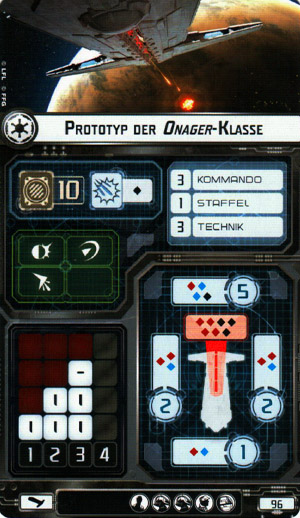 © LFL © FFG
PROTOTYP DER ONAGER-KLASSE
10
3 KOMMANDO
1 STAFFEL
3 TECHNIK
5
2 2
1
-
I I
I I I
1 2 3 4
96